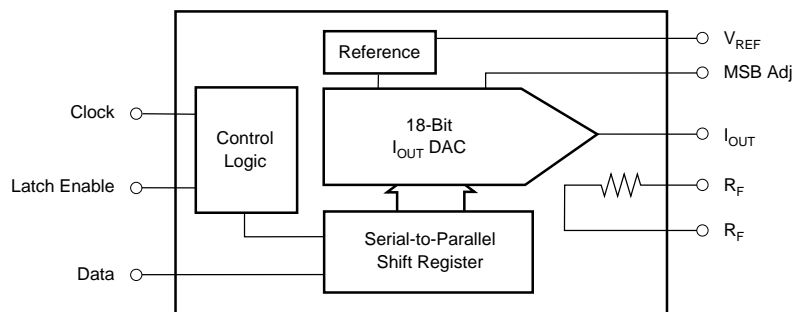 Reference
V_REF
MSB Adj
Clock
Control
Logic
18-Bit
I_OUT DAC
I_OUT
Latch Enable
R_F
Serial-to-Parallel
Shift Register
R_F
Data